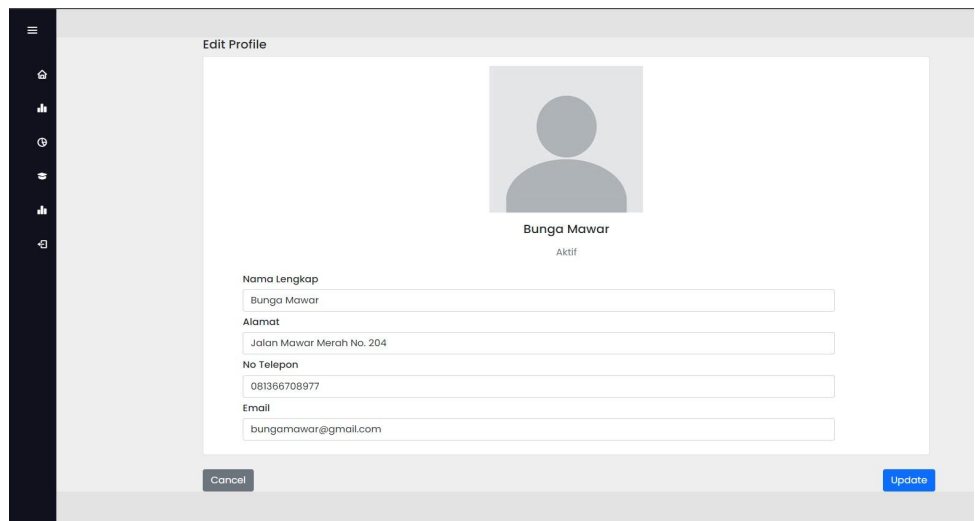 Edit Profile
Bunga Mawar
Aktif
Nama Lengkap
Bunga Mawar
Alamat
Jalan Mawar Merah No. 204
No Telepon
081366708977
Email
bungamawar@gmail.com
Cancel
Update